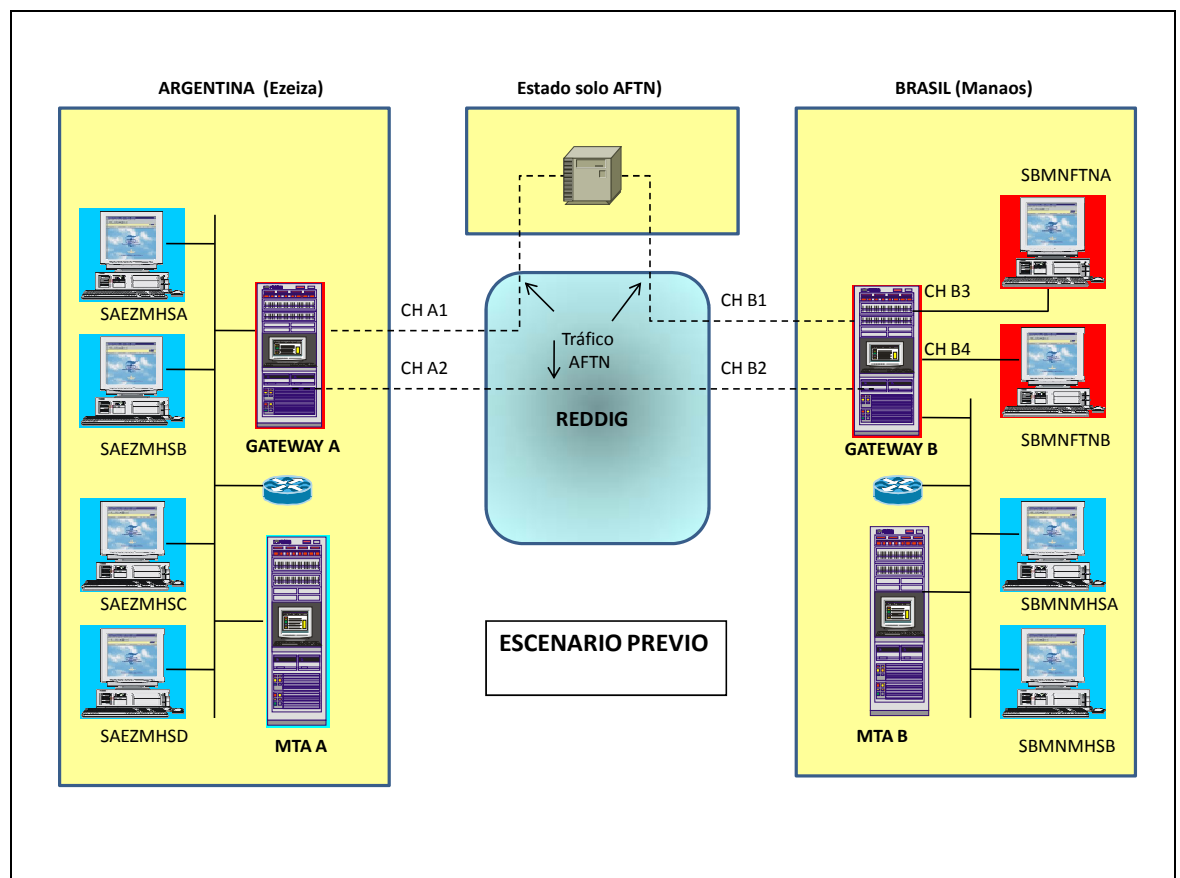 ARGENTINA (Ezeiza)
Estado solo AFTN)
BRASIL (Manaos)
SAEZMHSA
SAEZMHSB
SAEZMHSC
SAEZMHSD
GATEWAY A
MTA A
CH A1
CH A2
Tráfico
AFTN
REDDIG
CH B1
CH B2
ESCENARIO PREVIO
CH B3
CH B4
GATEWAY B
MTA B
SBMNFTNA
SBMNFTNB
SBMNMHSA
SBMNMHSB